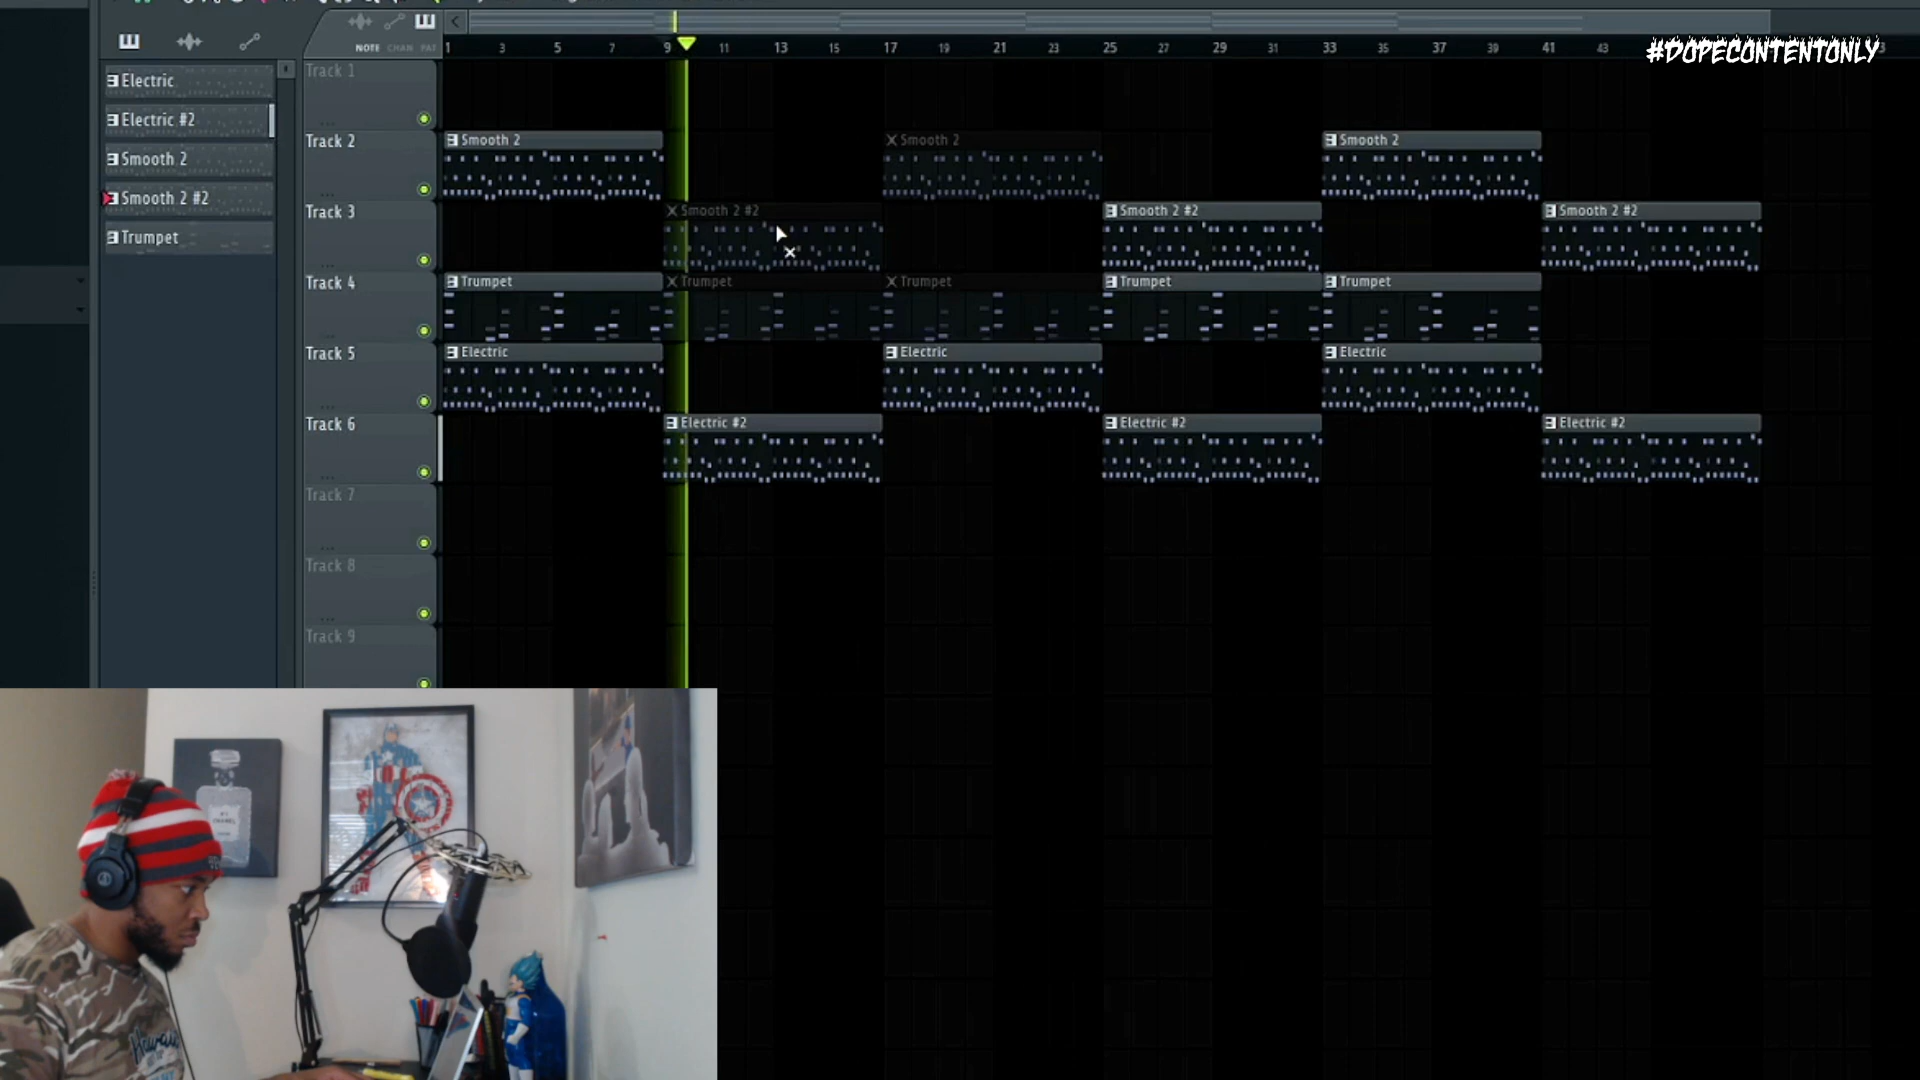 NOTE CHAN PAT
1 3 5 7 9 11 13 15 17 19 21 23 25 27 29 31 33 35 37 39 41 43
#DOPECONTENTONLY
Electric
Electric #2
Smooth 2
Smooth 2 #2
Trumpet
Track 1
Track 2
Smooth 2 Smooth 2 Smooth 2
Track 3
Smooth 2 #2 Smooth 2 #2 Smooth 2 #2
Track 4
Trumpet Trumpet Trumpet Trumpet Trumpet
Track 5
Electric Electric Electric
Track 6
Electric #2 Electric #2 Electric #2
Track 7
Track 8
Track 9
CHANEL
Hawaii